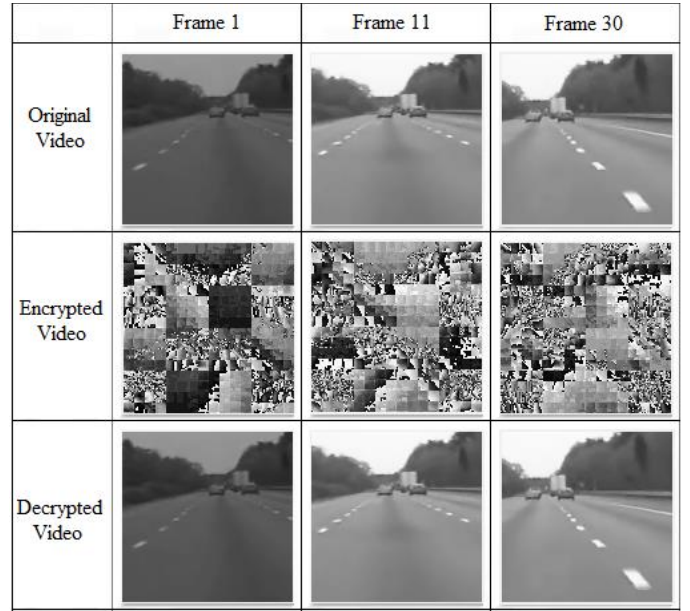 Frame 1
Frame 11
Frame 30
Original
Video
Encrypted
Video
Decrypted
Video